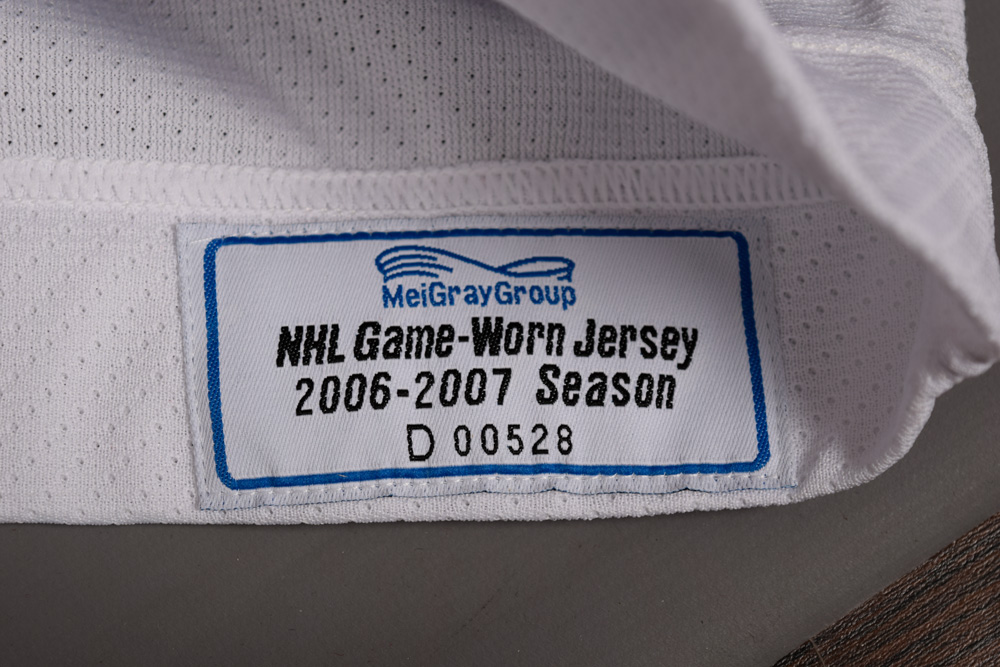 MeiGrayGroup
NHL Game-Worn Jersey
2006-2007 Season
D 00528